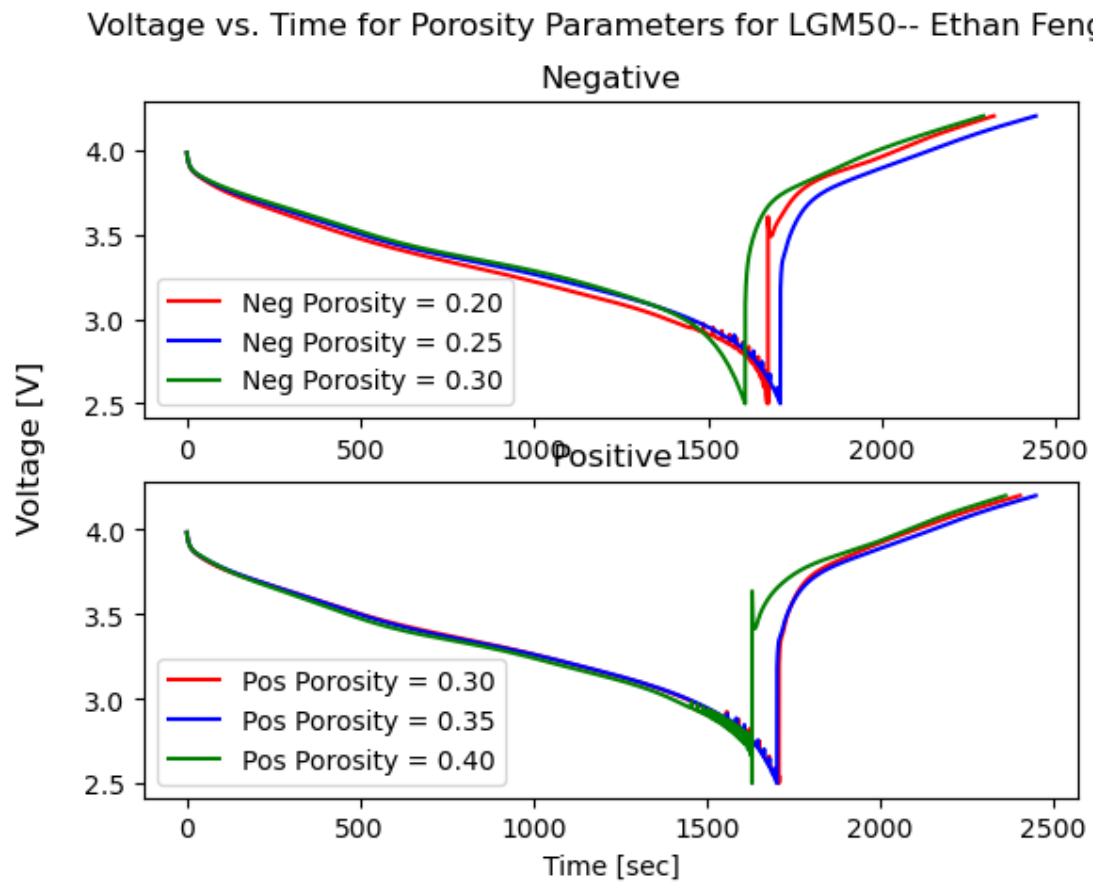 Voltage vs. Time for Porosity Parameters for LGM50-- Ethan Feng
Negative
4.0
3.5
3.0
2.5
Neg Porosity = 0.20
Neg Porosity = 0.25
Neg Porosity = 0.30
0 500 1000 1500 2000 2500
Voltage [V]
Positive
4.0
3.5
3.0
2.5
Pos Porosity = 0.30
Pos Porosity = 0.35
Pos Porosity = 0.40
0 500 1000 1500 2000 2500
Time [sec]